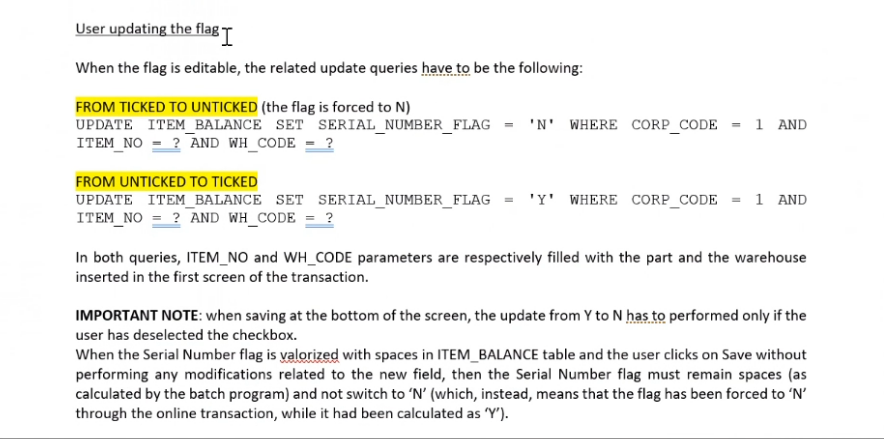 User updating the flag
When the flag is editable, the related update queries have to be the following:
FROM TICKED TO UNTICKED (the flag is forced to N)
UPDATE ITEM_BALANCE SET SERIAL_NUMBER_FLAG = 'N' WHERE CORP_CODE = 1 AND
ITEM_NO = ? AND WH_CODE = ?
FROM UNTICKED TO TICKED
UPDATE ITEM_BALANCE SET SERIAL_NUMBER_FLAG = 'Y' WHERE CORP_CODE = 1 AND
ITEM_NO = ? AND WH_CODE = ?
In both queries, ITEM_NO and WH_CODE parameters are respectively filled with the part and the warehouse
inserted in the first screen of the transaction.
IMPORTANT NOTE: when saving at the bottom of the screen, the update from Y to N has to performed only if the
user has deselected the checkbox.
When the Serial Number flag is valorized with spaces in ITEM_BALANCE table and the user clicks on Save without
performing any modifications related to the new field, then the Serial Number flag must remain spaces (as
calculated by the batch program) and not switch to ‘N’ (which, instead, means that the flag has been forced to ‘N’
through the online transaction, while it had been calculated as ‘Y’).